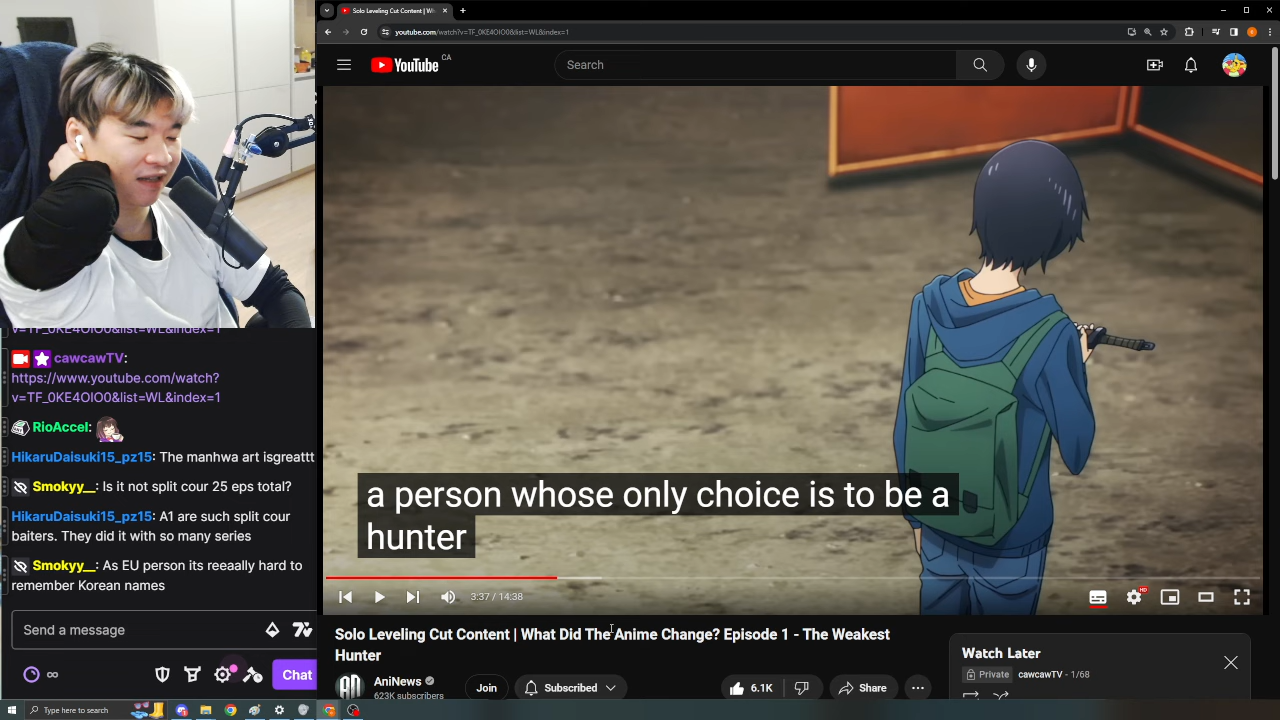 Solo Leveling Cut Content | W
youtube.com/watch?v=TF_0KE4OIO0&list=WL&index=1
YouTube CA
Search
v=TF_0KE4OIO0&list=WL&index=1
cawcawTV:
https://www.youtube.com/watch?
v=TF_0KE4OIO0&list=WL&index=1
RioAccel:
HikaruDaisuki15_pz15: The manhwa art isgreattt
Smokyy__: Is it not split cour 25 eps total?
HikaruDaisuki15_pz15: A1 are such split cour
baiters. They did it with so many series
Smokyy__: As EU person its reeaally hard to
remember Korean names
Send a message
Chat
a person whose only choice is to be a
hunter
3:37 / 14:38
HD
Solo Leveling Cut Content | What Did The Anime Change? Episode 1 - The Weakest
Hunter
AniNews
623K subscribers
Join
Subscribed
6.1K
Share
Watch Later
Private cawcawTV - 1/68
Type here to search